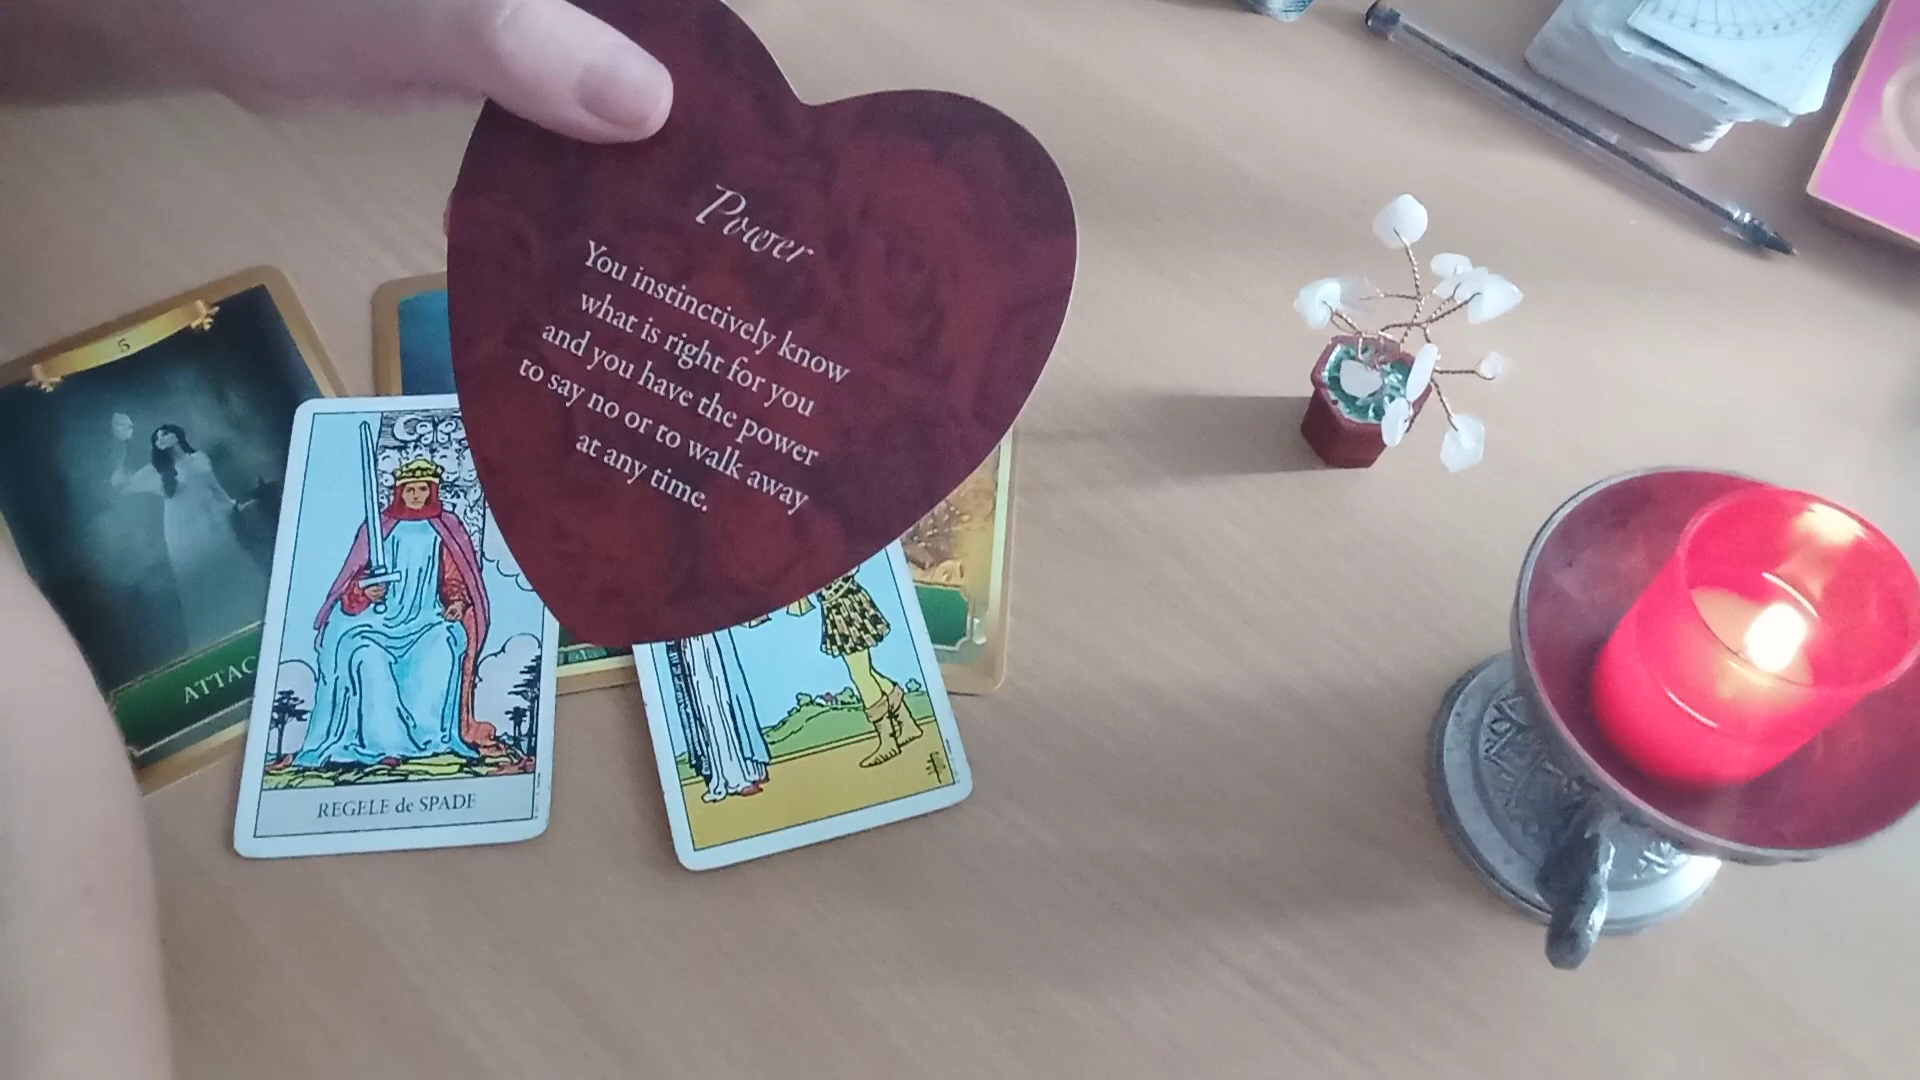 Power
You instinctively know
what is right for you
and you have the power
to say no or to walk away
at any time.
5
ATTAC
REGELE de SPADE